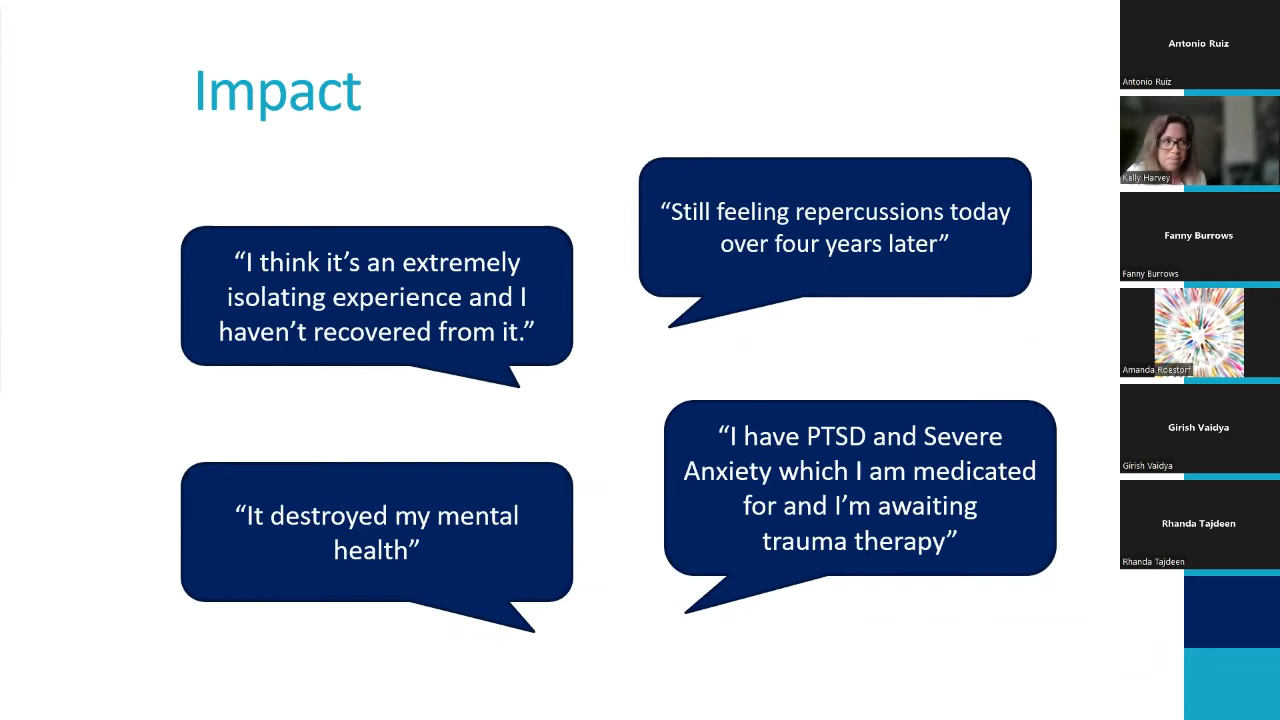 Impact
“I think it’s an extremely
isolating experience and I
haven’t recovered from it.”
“Still feeling repercussions today
over four years later”
“It destroyed my mental
health”
“I have PTSD and Severe
Anxiety which I am medicated
for and I’m awaiting
trauma therapy”
Antonio Ruiz
Antonio Ruiz
Kelly Harvey
Fanny Burrows
Fanny Burrows
Amanda Roestorf
Girish Vaidya
Girish Vaidya
Rhanda Tajdeen
Rhanda Tajdeen